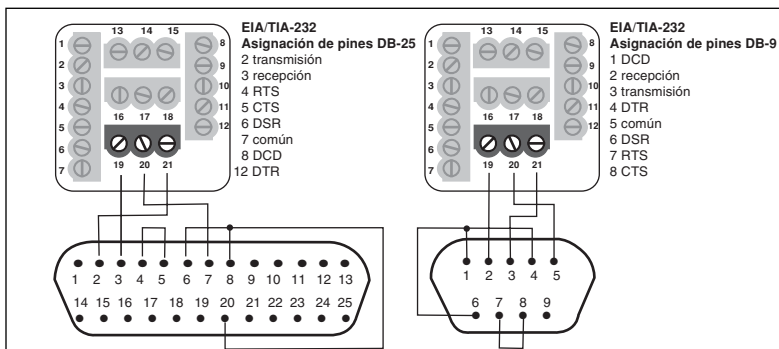 13 14 15
1 2 3 4 5 6 7
8 9 10 11 12
16 17 18
19 20 21
EIA/TIA-232
Asignación de pines DB-25
2 transmisión
3 recepción
4 RTS
5 CTS
6 DSR
7 común
8 DCD
12 DTR
1 2 3 4 5 6 7 8 9 10 11 12 13
14 15 16 17 18 19 20 21 22 23 24 25
13 14 15
1 2 3 4 5 6 7
8 9 10 11 12
16 17 18
19 20 21
EIA/TIA-232
Asignación de pines DB-9
1 DCD
2 recepción
3 transmisión
4 DTR
5 común
6 DSR
7 RTS
8 CTS
1 2 3 4 5
6 7 8 9